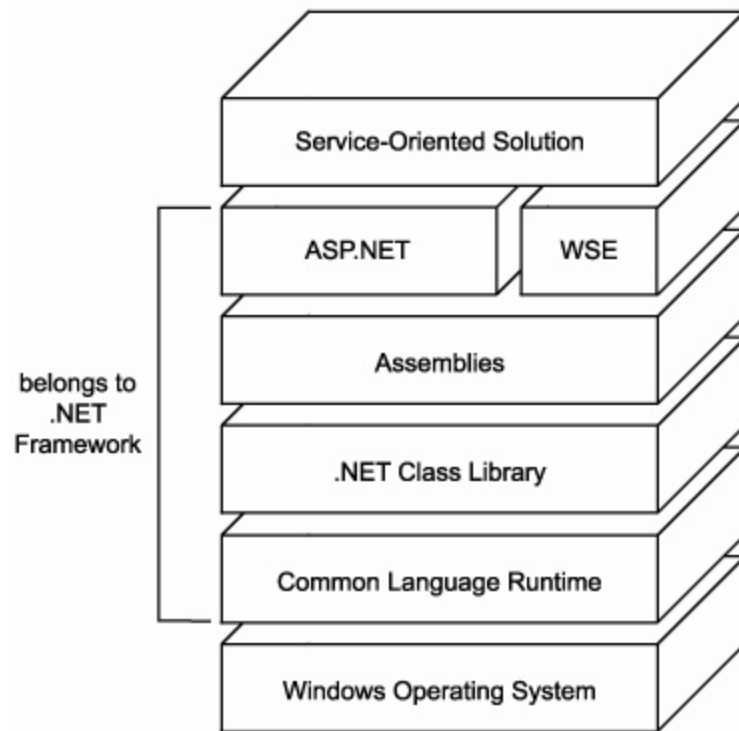 Service-Oriented Solution
ASP.NET
WSE
Assemblies
belongs to
.NET
Framework
.NET Class Library
Common Language Runtime
Windows Operating System